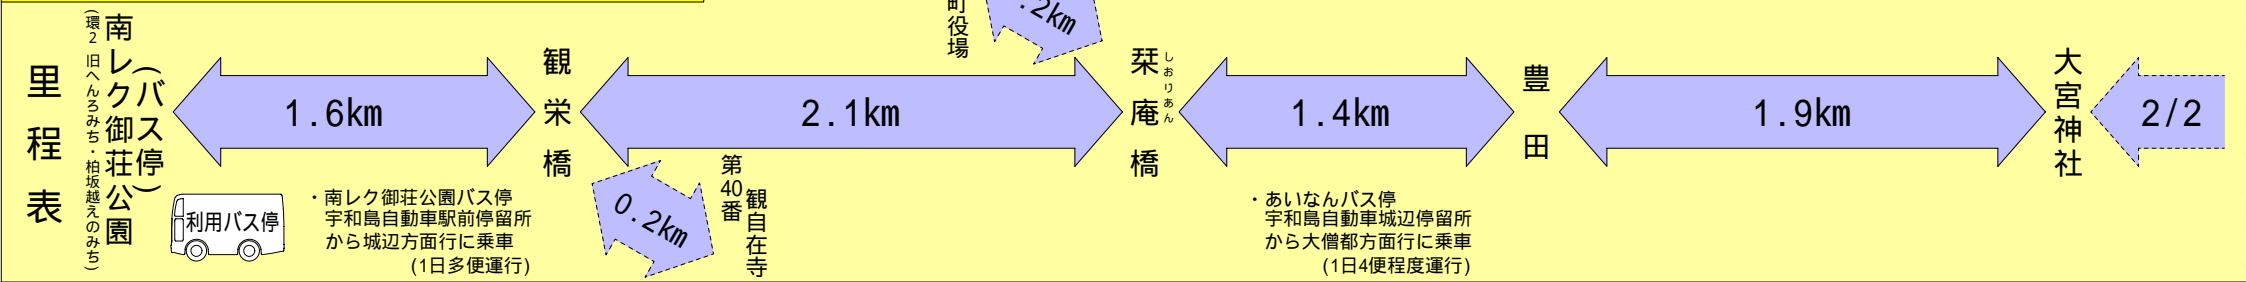 里程表
南レク御荘公園
(バス停)
(環2 旧へんろみち・柏坂越えのみち)
1.6km
観栄橋
2.1km
町役場
.2km
栞庵橋
しおりあん
1.4km
豊田
1.9km
大宮神社
2/2
利用バス停
・南レク御荘公園バス停
宇和島自動車駅前停留所
から城辺方面行に乗車
(1日多便運行)
0.2km
第40番
観自在寺
・あいなんバス停
宇和島自動車城辺停留所
から大僧都方面行に乗車
(1日4便程度運行)